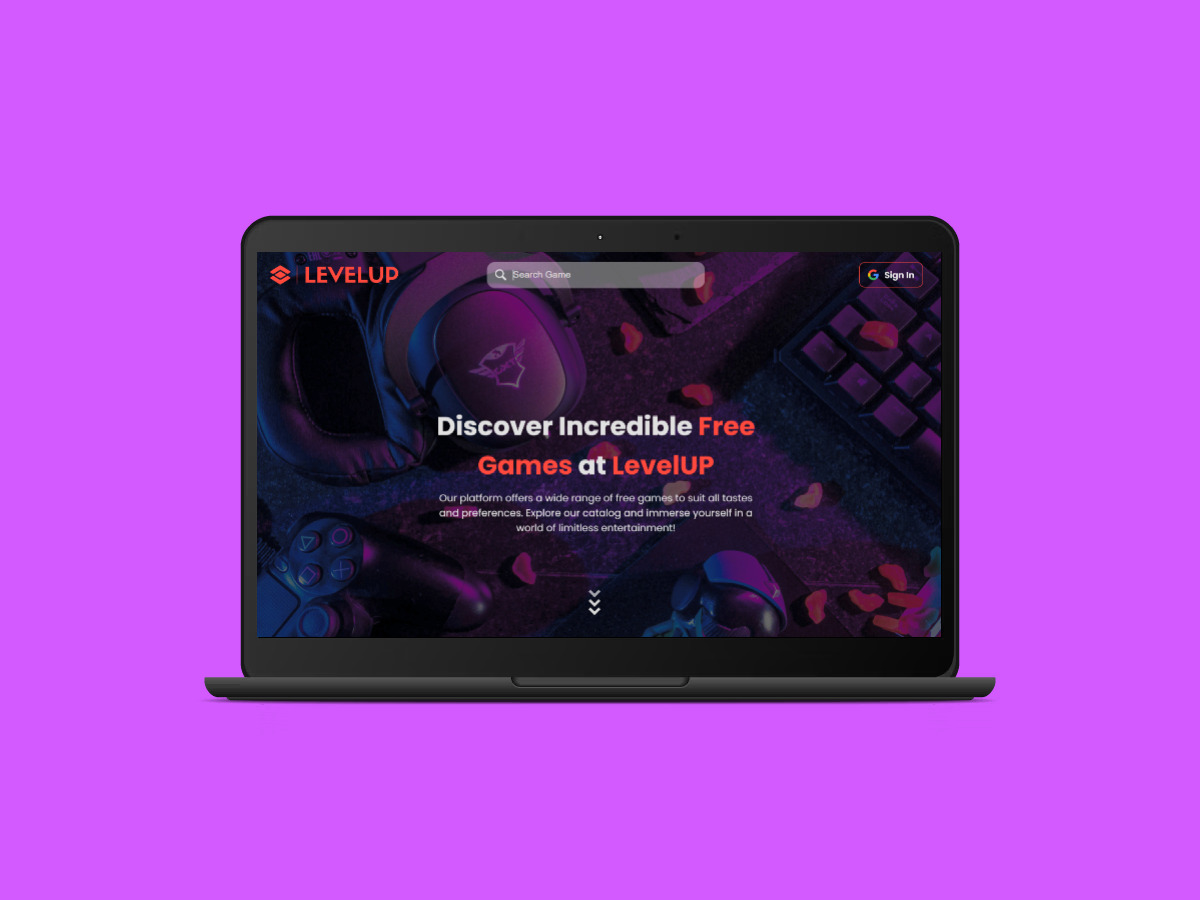 LEVELUP
Search Game
Sign In
Discover Incredible Free
Games at LevelUP
Our platform offers a wide range of free games to suit all tastes
and preferences. Explore our catalog and immerse yourself in a
world of limitless entertainment!